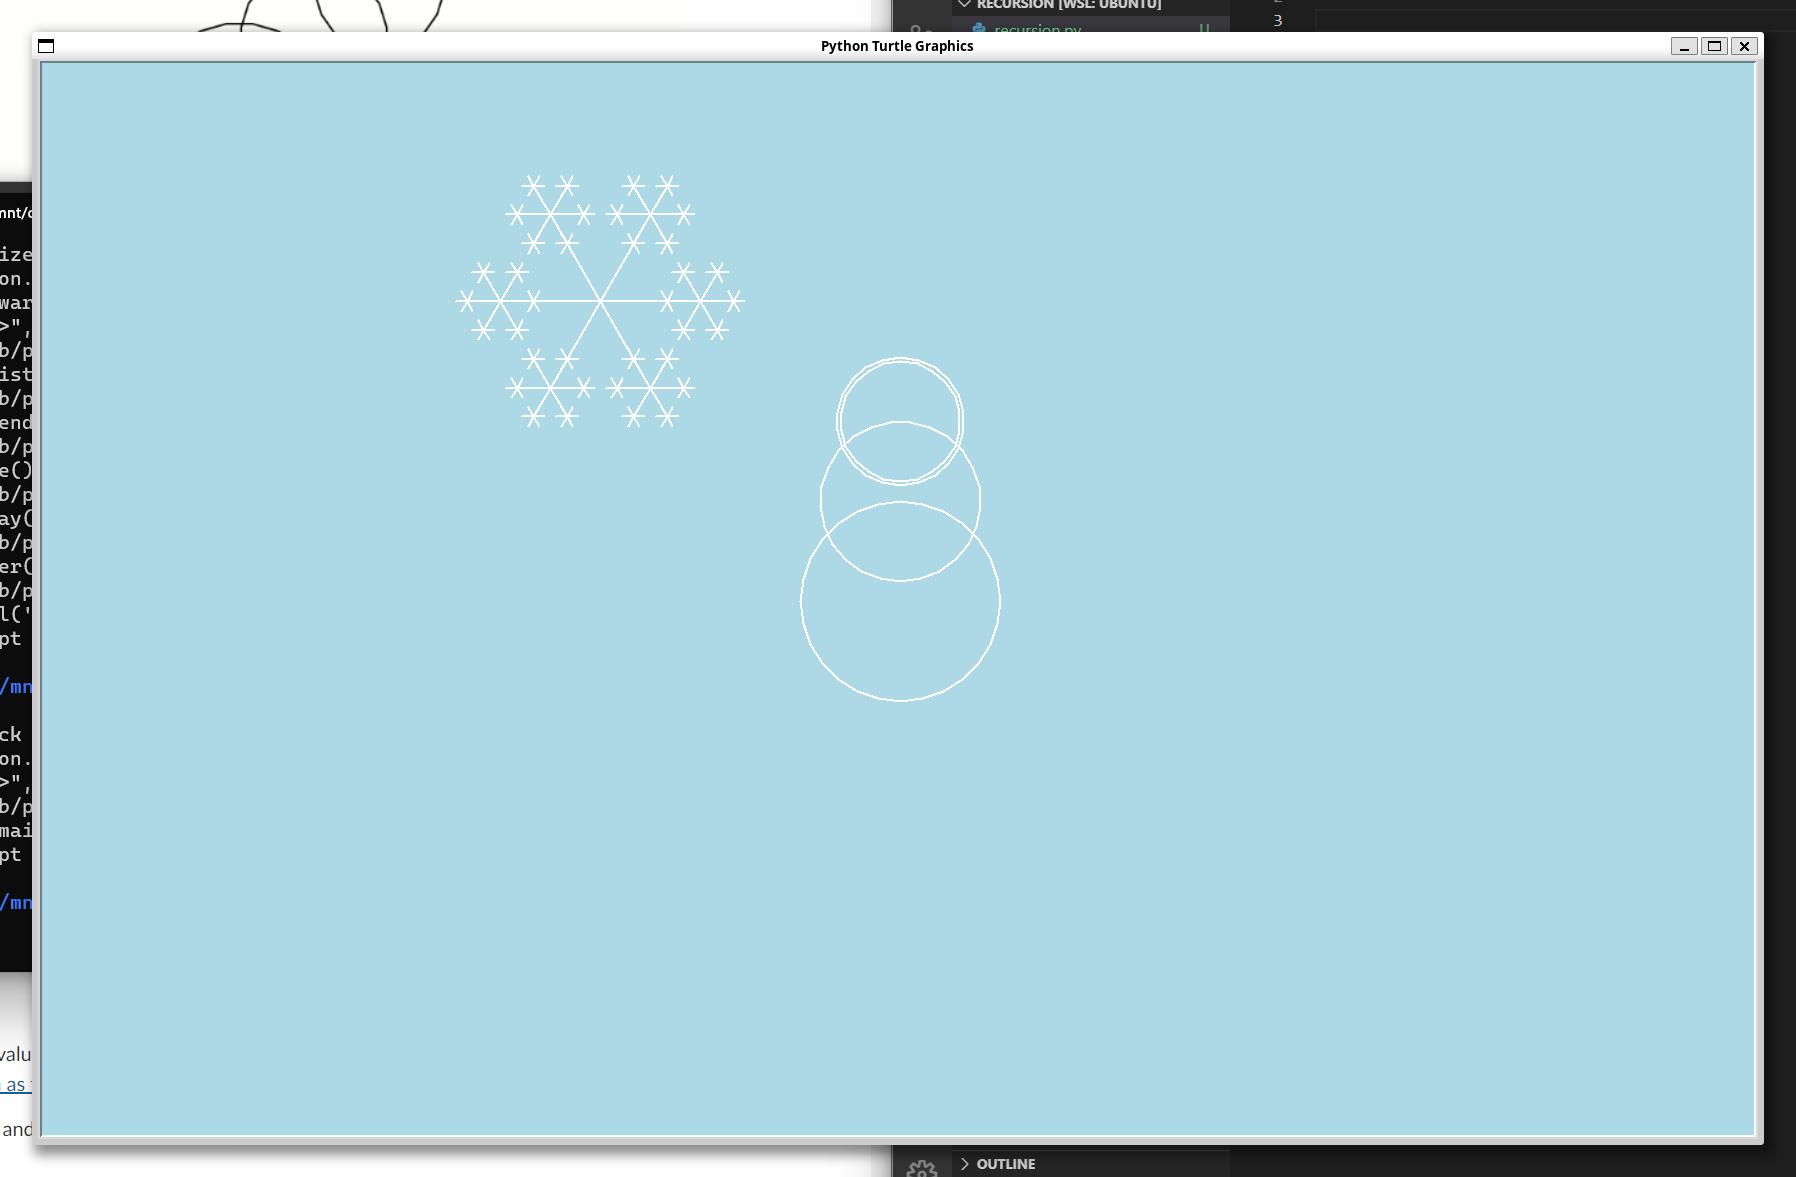 RECURSION [WSL: UBUNTU]
3
recursion.py U
Python Turtle Graphics
mnt/c
ize
on.
war
>",
b/p
ist
b/p
end
b/p
e()
b/p
ay(
b/p
er(
b/p
l('
pt
/mn
ck
on.
>",
b/p
mai
pt
/mn
valu
as
and
OUTLINE